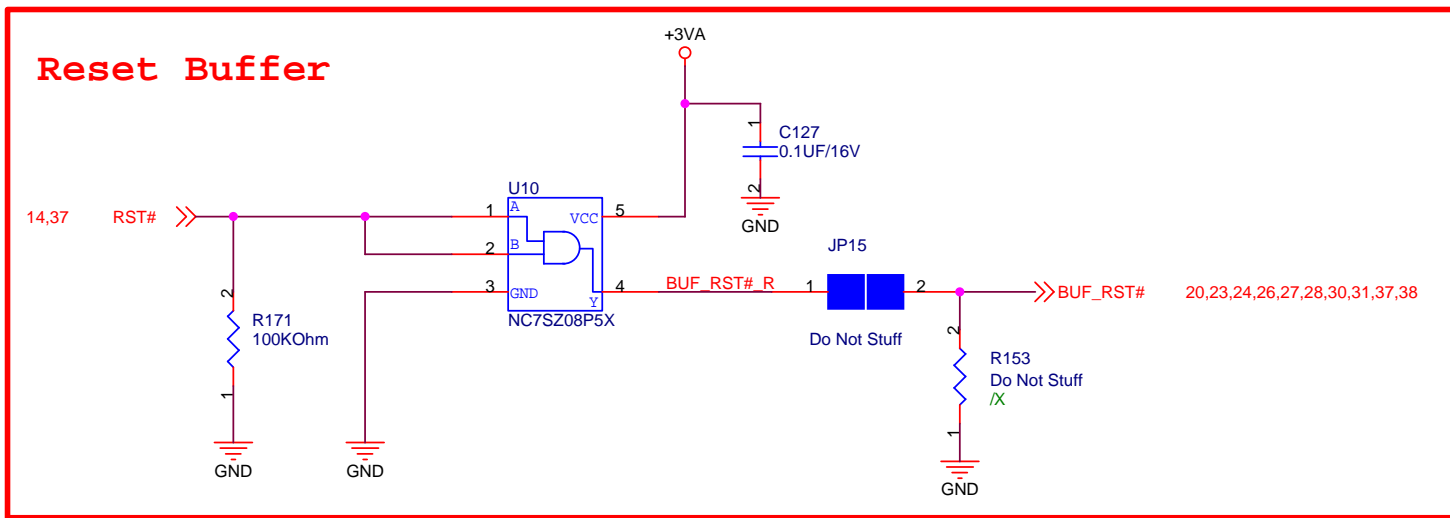 Reset Buffer
+3VA
1
C127
0.1UF/16V
2
GND
U10
14,37 RST#
1 A VCC 5
2 B
3 GND Y 4
NC7SZ08P5X
BUF_RST#_R
JP15
1 2
Do Not Stuff
BUF_RST# 20,23,24,26,27,28,30,31,37,38
2
R171
100KOhm
1
GND
GND
2
R153
Do Not Stuff
/X
1
GND